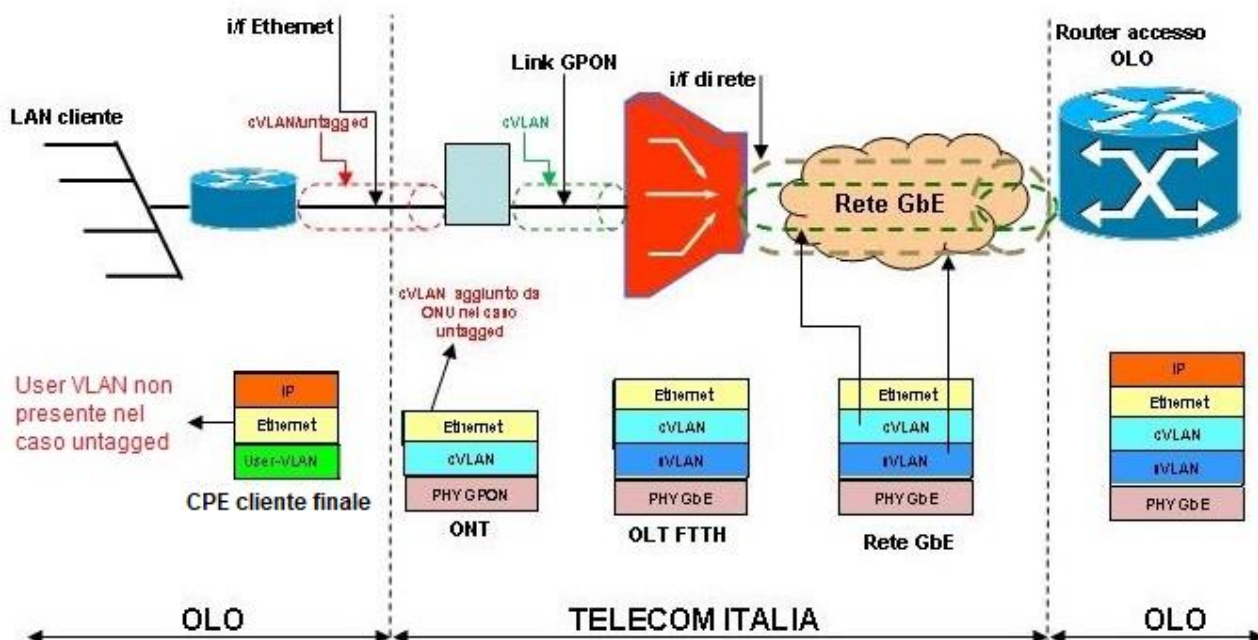 i/f Ethernet
Link GPON
i/f di rete
Router accesso
OLO
LAN cliente
cVLAN/untagged
cVLAN
Rete GbE
cVLAN aggiunto da
ONU nel caso
untagged
User VLAN non
presente nel
caso untagged
IP
Ethernet
User-VLAN
CPE cliente finale
Ethernet
cVLAN
PHY GPON
ONT
Ethernet
cVLAN
sVLAN
PHY GbE
OLT FTTH
Ethernet
cVLAN
sVLAN
PHY GbE
Rete GbE
IP
Ethernet
cVLAN
sVLAN
PHY GbE
OLO
TELECOM ITALIA
OLO